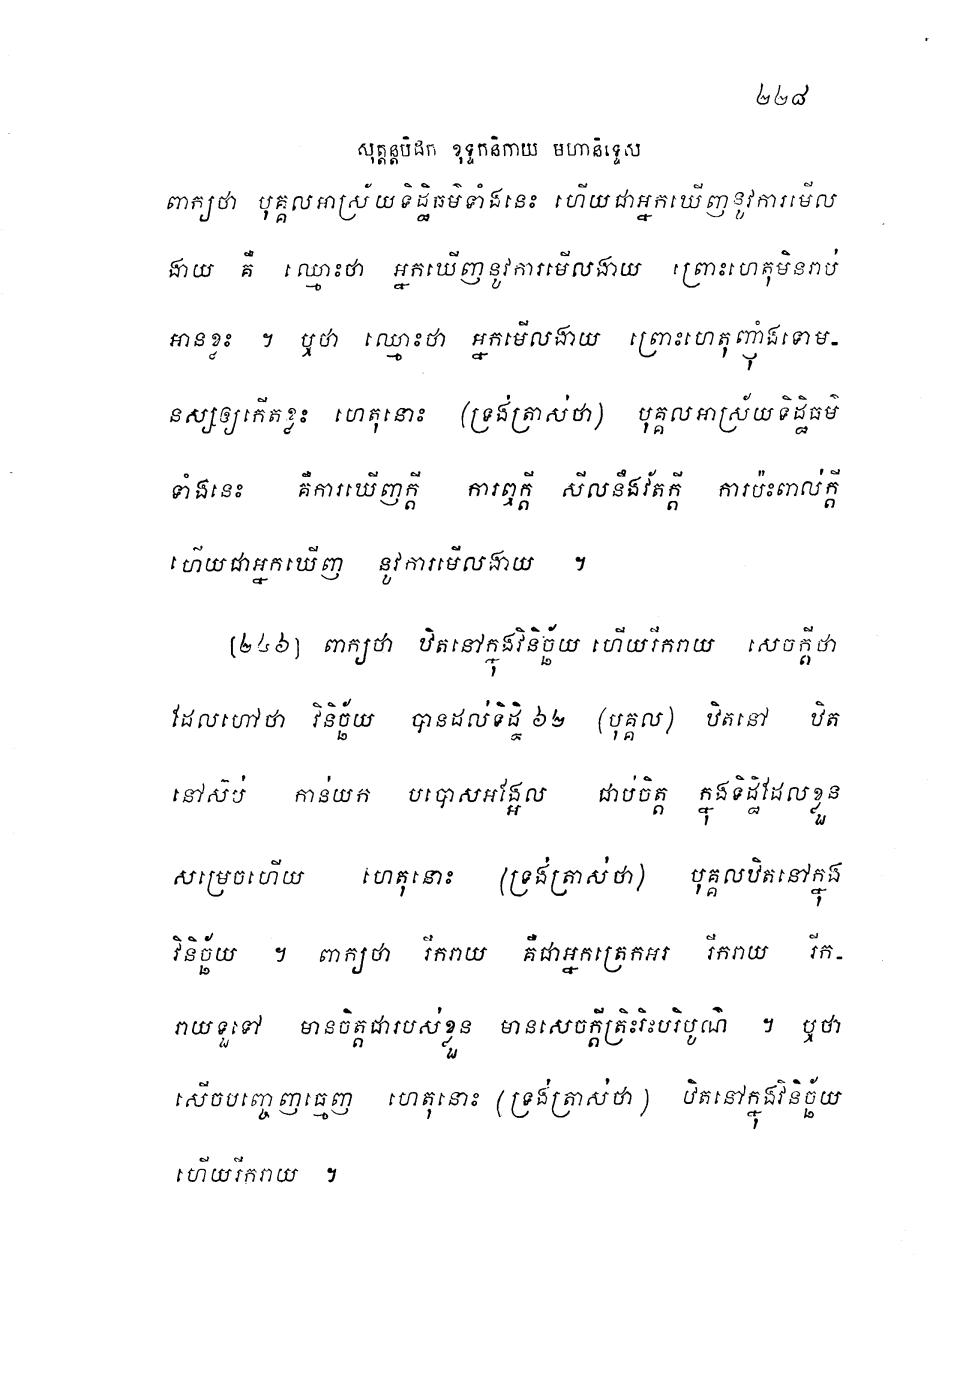 ២២៨
សុត្តន្តបិដក ខុទ្ទកនិកាយ មហានិទ្ទេស
ពាក្យថា បុគ្គលអាស្រ័យទិដ្ឋិធម៌ទាំងនេះ ហើយជាអ្នកឃើញនូវការមើល
ងាយ គឺ ឈ្មោះថា អ្នកឃើញនូវការមើលងាយ ព្រោះហេតុមិនរាប់
អានខ្លះ ។ ឬថា ឈ្មោះថា អ្នកមើលងាយ ព្រោះហេតុញុំាងទោម-
នស្សឲ្យកើតខ្លះ ហេតុនោះ (ទ្រង់ត្រាស់ថា) បុគ្គលអាស្រ័យទិដ្ឋិធម៌
ទាំងនេះ គឺការឃើញក្តី ការឮក្តី សីលនឹងវ័តក្តី ការប៉ះពាល់ក្តី
ហើយជាអ្នកឃើញ នូវការមើលងាយ ។
[២៤៦] ពាក្យថា ឋិតនៅក្នុងវិនិច្ឆ័យ ហើយរីករាយ សេចក្តីថា
ដែលហៅថា វិនិច្ឆ័យ បានដល់ទិដ្ឋិ ៦២ (បុគ្គល) ឋិតនៅ ឋិត
នៅស៊ប់ កាន់យក បបោសអង្អែល ជាប់ចិត្ត ក្នុងទិដ្ឋិដែលខ្លួន
សម្រេចហើយ ហេតុនោះ (ទ្រង់ត្រាស់ថា) បុគ្គលឋិតនៅក្នុង
វិនិច្ឆ័យ ។ ពាក្យថា រីករាយ គឺជាអ្នកត្រេកអរ រីករាយ រីក-
រាយទួទៅ មានចិត្តជារបស់ខ្លួន មានសេចក្តីត្រិះរិះបរិបូណ៌ ។ ឬថា
សើចបញ្ចេញធ្មេញ ហេតុនោះ (ទ្រង់ត្រាស់ថា) ឋិតនៅក្នុងវិនិច្ឆ័យ
ហើយរីករាយ ។